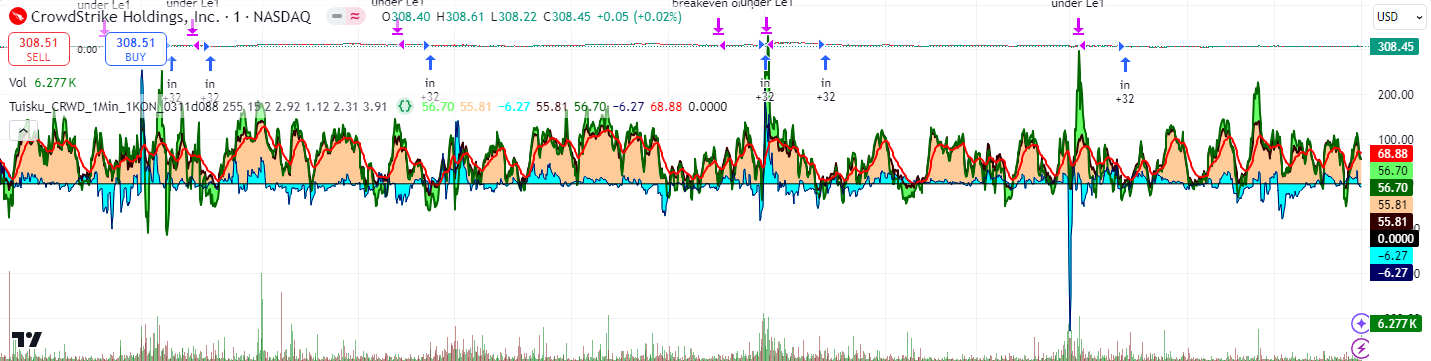 under Le1 under Le1 under Le1 breakeven under Le1 under Le1
CrowdStrike Holdings, Inc. · 1 · NASDAQ O308.40 H308.61 L308.22 C308.45 +0.05 (+0.02%) USD
308.51 SELL 0.00 308.51 BUY 308.45
Vol 6.277K in in in in in in
+32 +32 +32 +32 +32 +32
200.00
Tuisku_CRWD_1Min_1KON_0311d088 255 15 2 2.92 1.12 2.31 3.91 56.70 55.81 −6.27 55.81 56.70 −6.27 68.88 0.0000
100.00
68.88
56.70
56.70
55.81
55.81
0.0000
−6.27
−6.27
6.277K